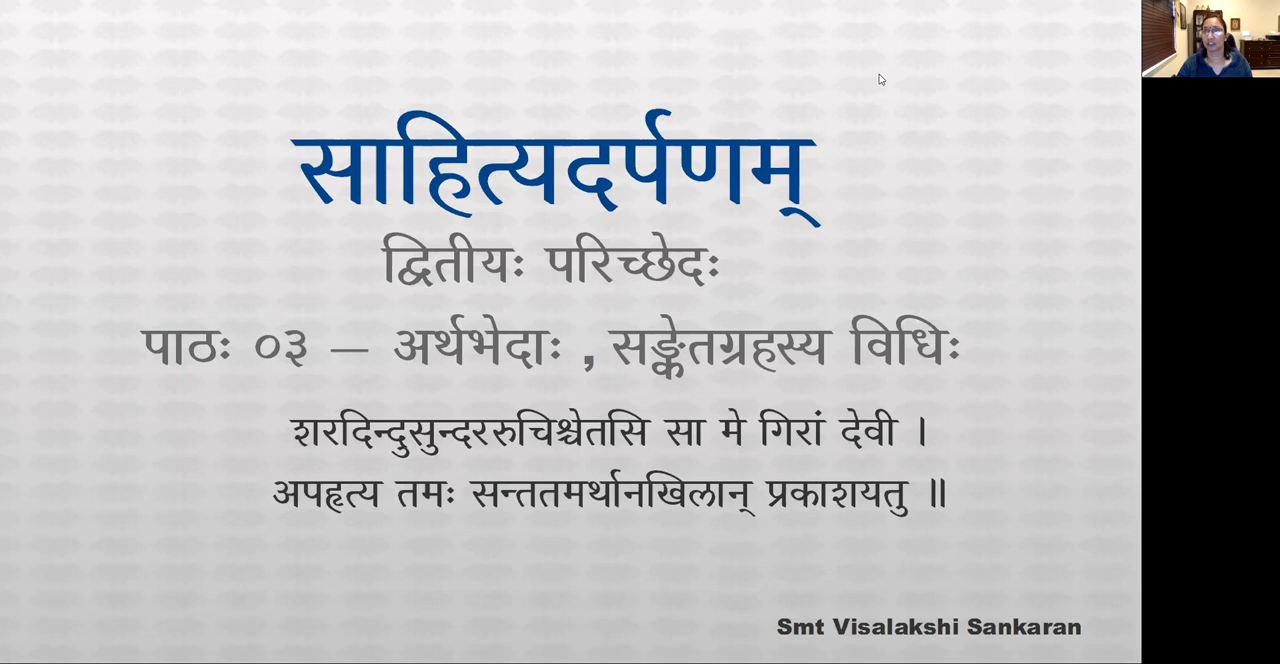 साहित्यदर्पणम्
द्वितीयः परिच्छेदः
पाठः ०३ – अर्थभेदाः , सङ्केतग्रहस्य विधिः
शरदिन्दुसुन्दररुचिश्चेतसि सा मे गिरां देवी ।
अपहृत्य तमः सन्ततमर्थानखिलान् प्रकाशयतु ॥
Smt Visalakshi Sankaran